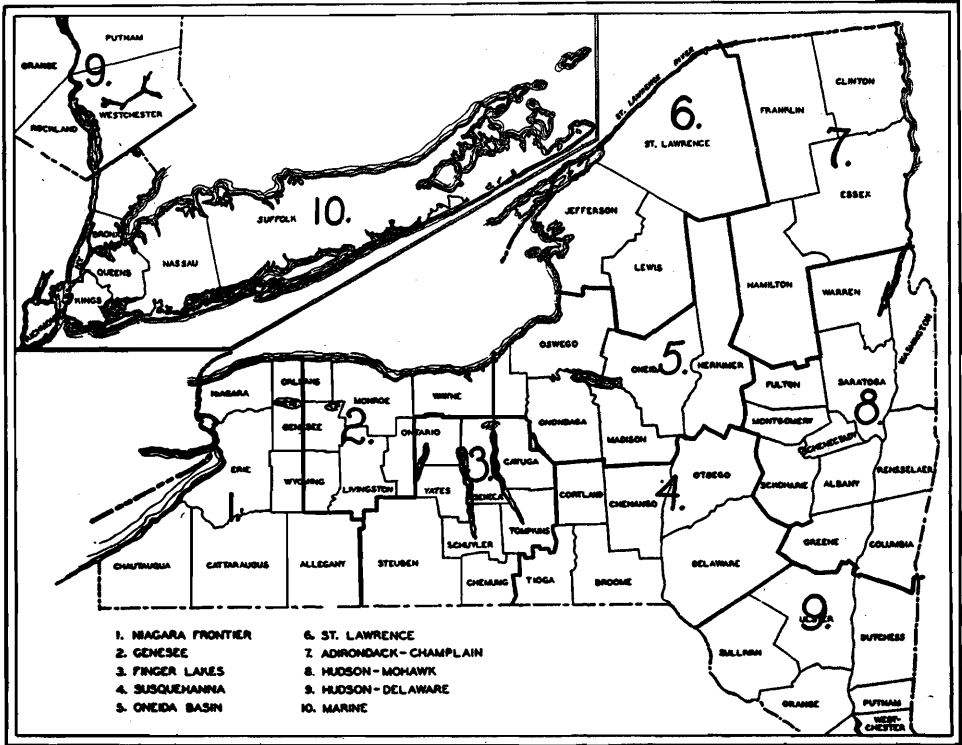 PUTNAM
ORANGE
9.
WESTCHESTER
ROCKLAND
BRONX
SUFFOLK
10.
NASSAU
QUEENS
KINGS
RICHMOND
ST. LAWRENCE RIVER
6.
ST. LAWRENCE
FRANKLIN
CLINTON
7.
ESSEX
JEFFERSON
LEWIS
HAMILTON
WARREN
WASHINGTON
OSWEGO
ONEIDA
5.
HERKIMER
FULTON
SARATOGA
8.
MONTGOMERY
SCHENECTADY
NIAGARA
ORLEANS
MONROE
WAYNE
2.
GENESEE
ONTARIO
ONONDAGA
MADISON
CAYUGA
3.
SENECA
ERIE
1
WYOMING
LIVINGSTON
YATES
CORTLAND
CHENANGO
4.
OTSEGO
SCHOHARIE
ALBANY
RENSSELAER
TOMPKINS
SCHUYLER
GREENE
COLUMBIA
CHAUTAUQUA
CATTARAUGUS
ALLEGANY
STEUBEN
CHEMUNG
TIOGA
BROOME
DELAWARE
9.
ULSTER
DUTCHESS
SULLIVAN
ORANGE
PUTNAM
WEST-
CHESTER
1. NIAGARA FRONTIER
2. GENESEE
3. FINGER LAKES
4. SUSQUEHANNA
5. ONEIDA BASIN
6. ST. LAWRENCE
7. ADIRONDACK-CHAMPLAIN
8. HUDSON-MOHAWK
9. HUDSON-DELAWARE
10. MARINE